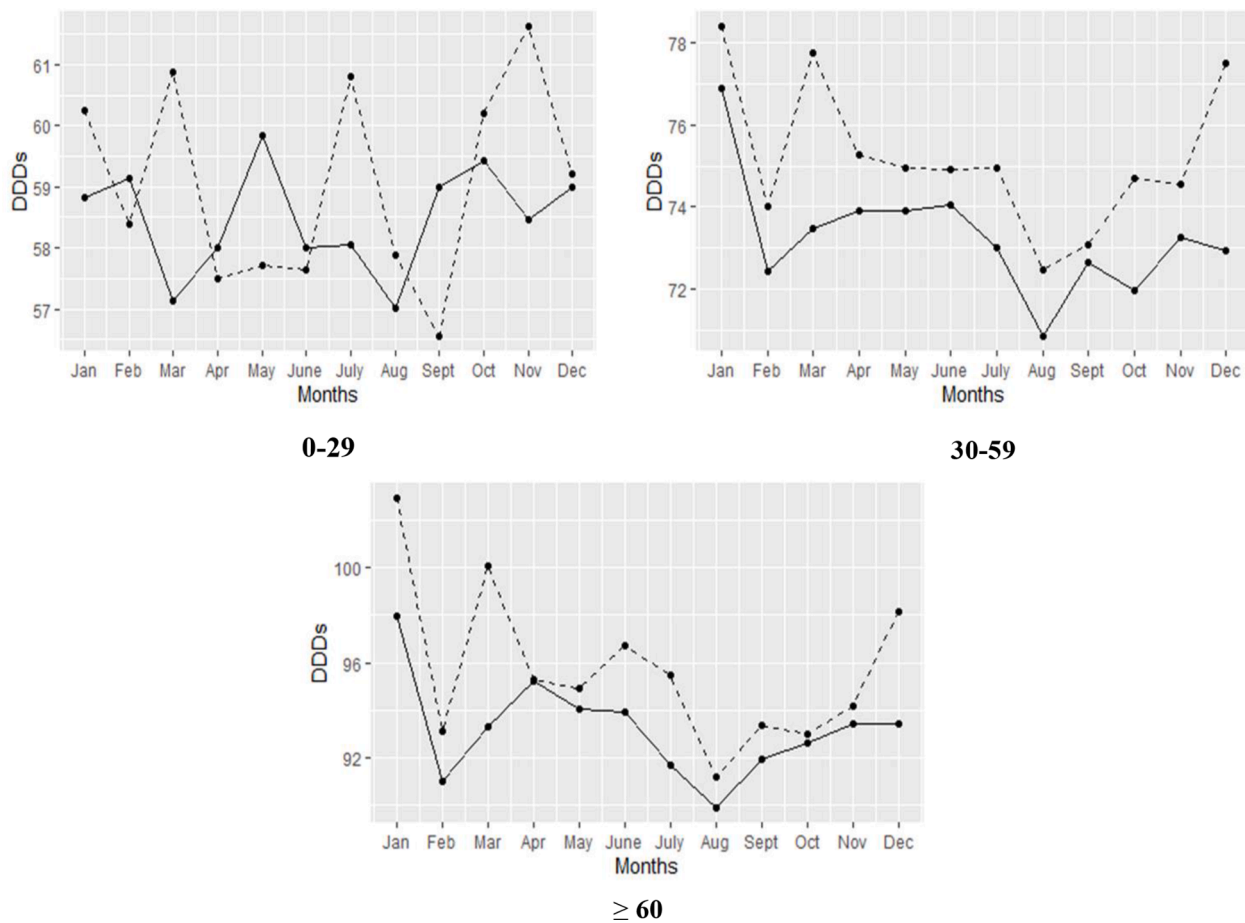 61
60
59
58
57
DDDs
Jan Feb Mar Apr May June July Aug Sept Oct Nov Dec
Months
0-29
78
76
74
72
DDDs
Jan Feb Mar Apr May June July Aug Sept Oct Nov Dec
Months
30-59
100
96
92
DDDs
Jan Feb Mar Apr May June July Aug Sept Oct Nov Dec
Months
≥ 60